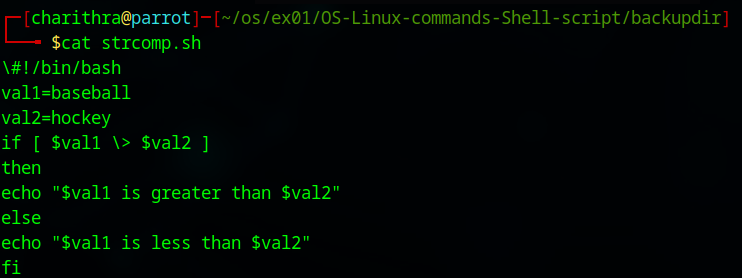 ┌─[charithra@parrot]─[~/os/ex01/OS-Linux-commands-Shell-script/backupdir]
└──╼ $cat strcomp.sh
\#!/bin/bash
val1=baseball
val2=hockey
if [ $val1 \> $val2 ]
then
echo "$val1 is greater than $val2"
else
echo "$val1 is less than $val2"
fi